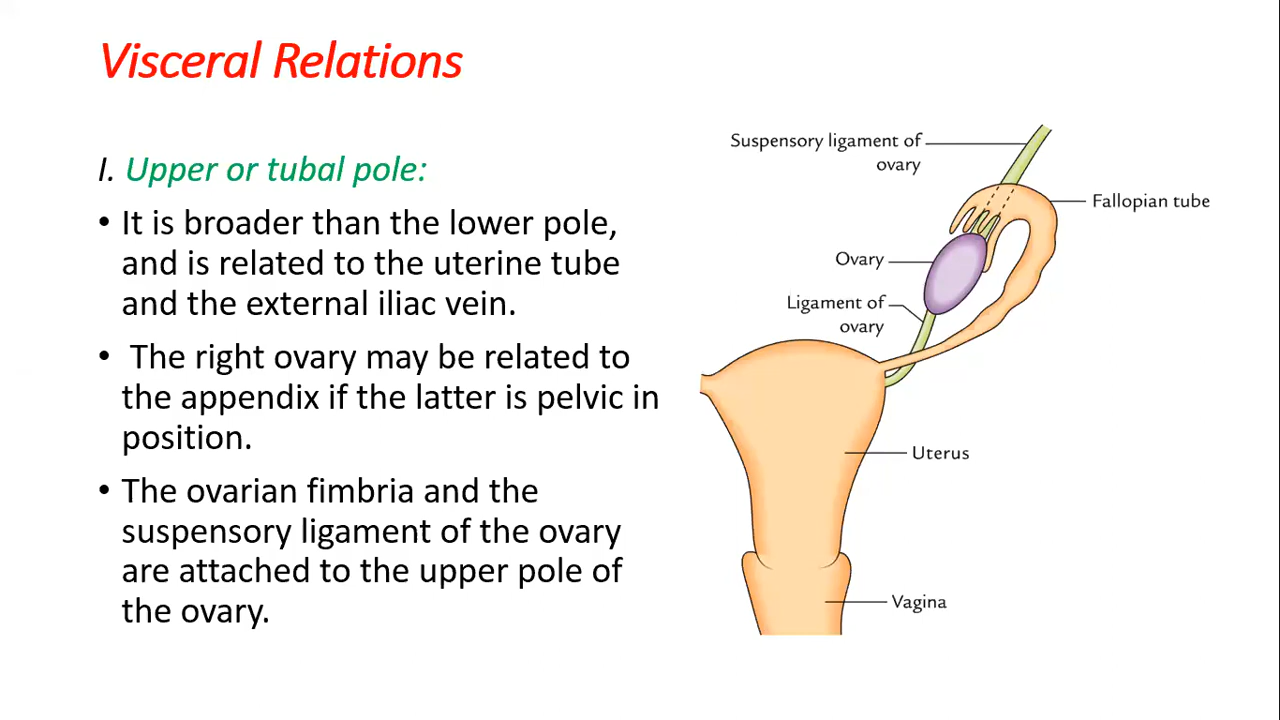 Visceral Relations
I. Upper or tubal pole:
• It is broader than the lower pole,
and is related to the uterine tube
and the external iliac vein.
• The right ovary may be related to
the appendix if the latter is pelvic in
position.
• The ovarian fimbria and the
suspensory ligament of the ovary
are attached to the upper pole of
the ovary.
Suspensory ligament of
ovary
Fallopian tube
Ovary
Ligament of
ovary
Uterus
Vagina